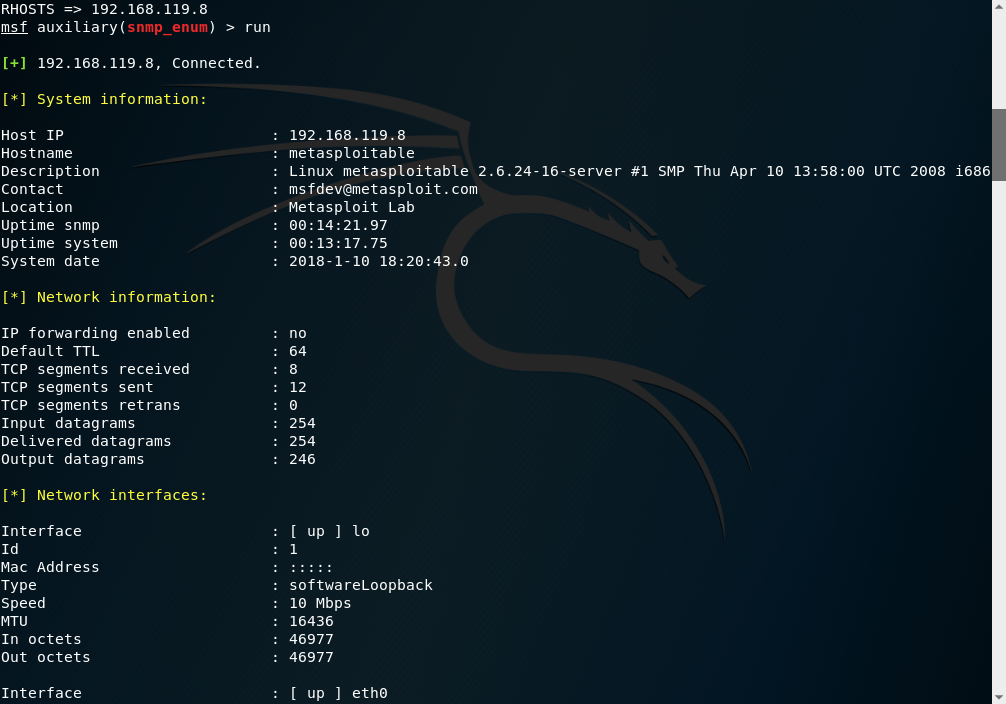 RHOSTS => 192.168.119.8
msf auxiliary(snmp_enum) > run
[+] 192.168.119.8, Connected.
[*] System information:
Host IP : 192.168.119.8
Hostname : metasploitable
Description : Linux metasploitable 2.6.24-16-server #1 SMP Thu Apr 10 13:58:00 UTC 2008 i686
Contact : msfdev@metasploit.com
Location : Metasploit Lab
Uptime snmp : 00:14:21.97
Uptime system : 00:13:17.75
System date : 2018-1-10 18:20:43.0
[*] Network information:
IP forwarding enabled : no
Default TTL : 64
TCP segments received : 8
TCP segments sent : 12
TCP segments retrans : 0
Input datagrams : 254
Delivered datagrams : 254
Output datagrams : 246
[*] Network interfaces:
Interface : [ up ] lo
Id : 1
Mac Address : :::::
Type : softwareLoopback
Speed : 10 Mbps
MTU : 16436
In octets : 46977
Out octets : 46977
Interface : [ up ] eth0